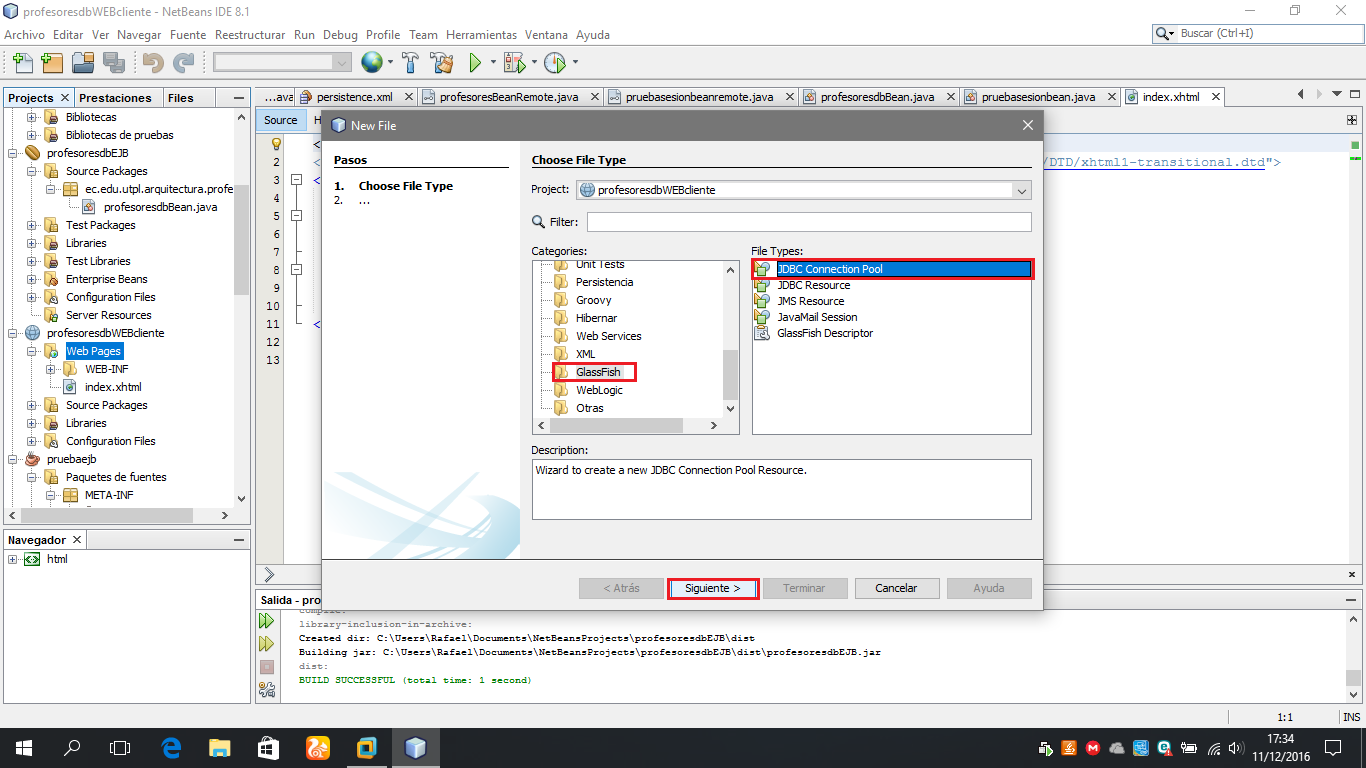 profesoresdbWEBcliente - NetBeans IDE 8.1
Archivo Editar Ver Navegar Fuente Reestructurar Run Debug Profile Team Herramientas Ventana Ayuda
Buscar (Ctrl+I)
Projects Prestaciones Files
...ava persistence.xml profesoresBeanRemote.java pruebasesionbeanremote.java profesoresdbBean.java pruebasesionbean.java index.xhtml
Source H
Bibliotecas
Bibliotecas de pruebas
profesoresdbEJB
Source Packages
ec.edu.utpl.arquitectura.profe
profesoresdbBean.java
Test Packages
Libraries
Test Libraries
Enterprise Beans
Configuration Files
Server Resources
profesoresdbWEBcliente
Web Pages
WEB-INF
index.xhtml
Source Packages
Libraries
Configuration Files
pruebaejb
Paquetes de fuentes
META-INF
Navegador
html
<
2 < /DTD/xhtml1-transitional.dtd">
3 <
4
5
6
7
8
9
10
11 <
12
13
New File
Pasos
1. Choose File Type
2. ...
Choose File Type
Project: profesoresdbWEBcliente
Filter:
Categories:
Unit Tests
Persistencia
Groovy
Hibernar
Web Services
XML
GlassFish
WebLogic
Otras
File Types:
JDBC Connection Pool
JDBC Resource
JMS Resource
JavaMail Session
GlassFish Descriptor
Description:
Wizard to create a new JDBC Connection Pool Resource.
< Atrás Siguiente > Terminar Cancelar Ayuda
Salida - pro
compile:
library-inclusion-in-archive:
Created dir: C:\Users\Rafael\Documents\NetBeansProjects\profesoresdbEJB\dist
Building jar: C:\Users\Rafael\Documents\NetBeansProjects\profesoresdbEJB\dist\profesoresdbEJB.jar
dist:
BUILD SUCCESSFUL (total time: 1 second)
1:1 INS
17:34
11/12/2016